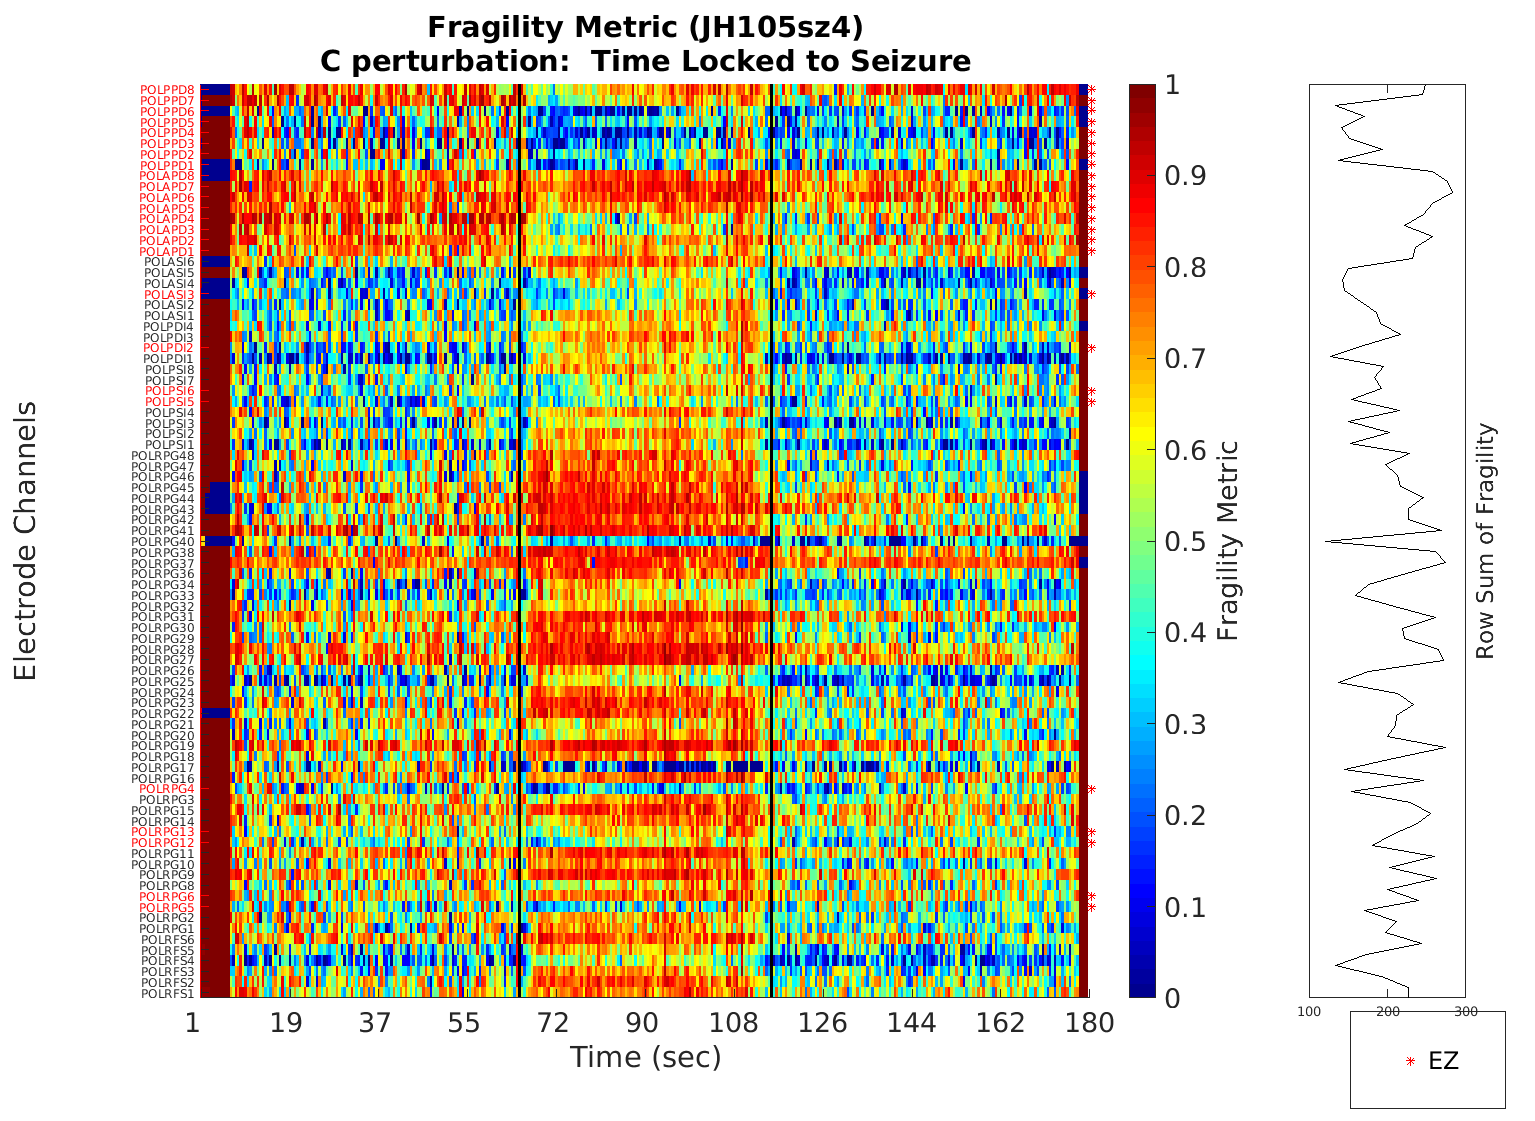 Fragility Metric (JH105sz4)
C perturbation:  Time Locked to Seizure
Electrode Channels
POLPPD8
POLPPD7
POLPPD6
POLPPD5
POLPPD4
POLPPD3
POLPPD2
POLPPD1
POLAPD8
POLAPD7
POLAPD6
POLAPD5
POLAPD4
POLAPD3
POLAPD2
POLAPD1
POLASI6
POLASI5
POLASI4
POLASI3
POLASI2
POLASI1
POLPDI4
POLPDI3
POLPDI2
POLPDI1
POLPSI8
POLPSI7
POLPSI6
POLPSI5
POLPSI4
POLPSI3
POLPSI2
POLPSI1
POLRPG48
POLRPG47
POLRPG46
POLRPG45
POLRPG44
POLRPG43
POLRPG42
POLRPG41
POLRPG40
POLRPG38
POLRPG37
POLRPG36
POLRPG34
POLRPG33
POLRPG32
POLRPG31
POLRPG30
POLRPG29
POLRPG28
POLRPG27
POLRPG26
POLRPG25
POLRPG24
POLRPG23
POLRPG22
POLRPG21
POLRPG20
POLRPG19
POLRPG18
POLRPG17
POLRPG16
POLRPG4
POLRPG3
POLRPG15
POLRPG14
POLRPG13
POLRPG12
POLRPG11
POLRPG10
POLRPG9
POLRPG8
POLRPG6
POLRPG5
POLRPG2
POLRPG1
POLRFS6
POLRFS5
POLRFS4
POLRFS3
POLRFS2
POLRFS1
1 19 37 55 72 90 108 126 144 162 180
Time (sec)
1
0.9
0.8
0.7
0.6
0.5
0.4
0.3
0.2
0.1
0
Fragility Metric
100 200 300
Row Sum of Fragility
EZ